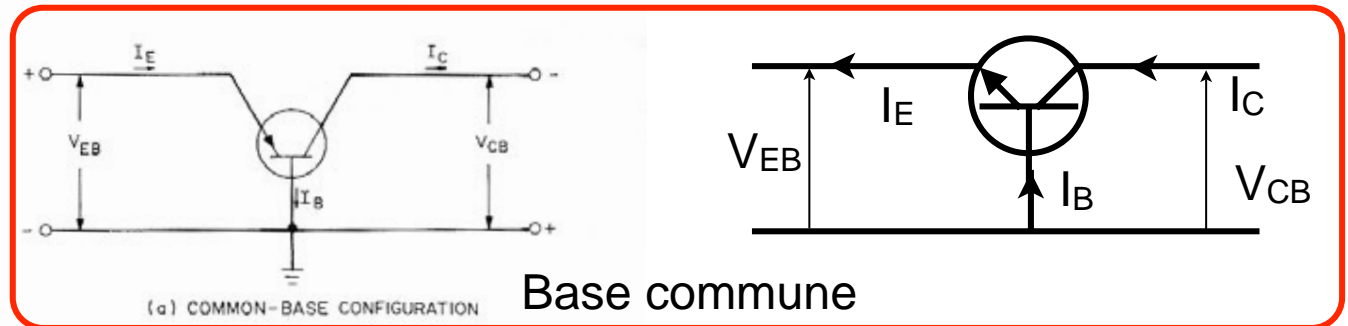 I_E
I_C
+
-
V_EB
V_CB
I_B
-
+
(a) COMMON-BASE CONFIGURATION
I_E
I_C
V_EB
I_B
V_CB
Base commune